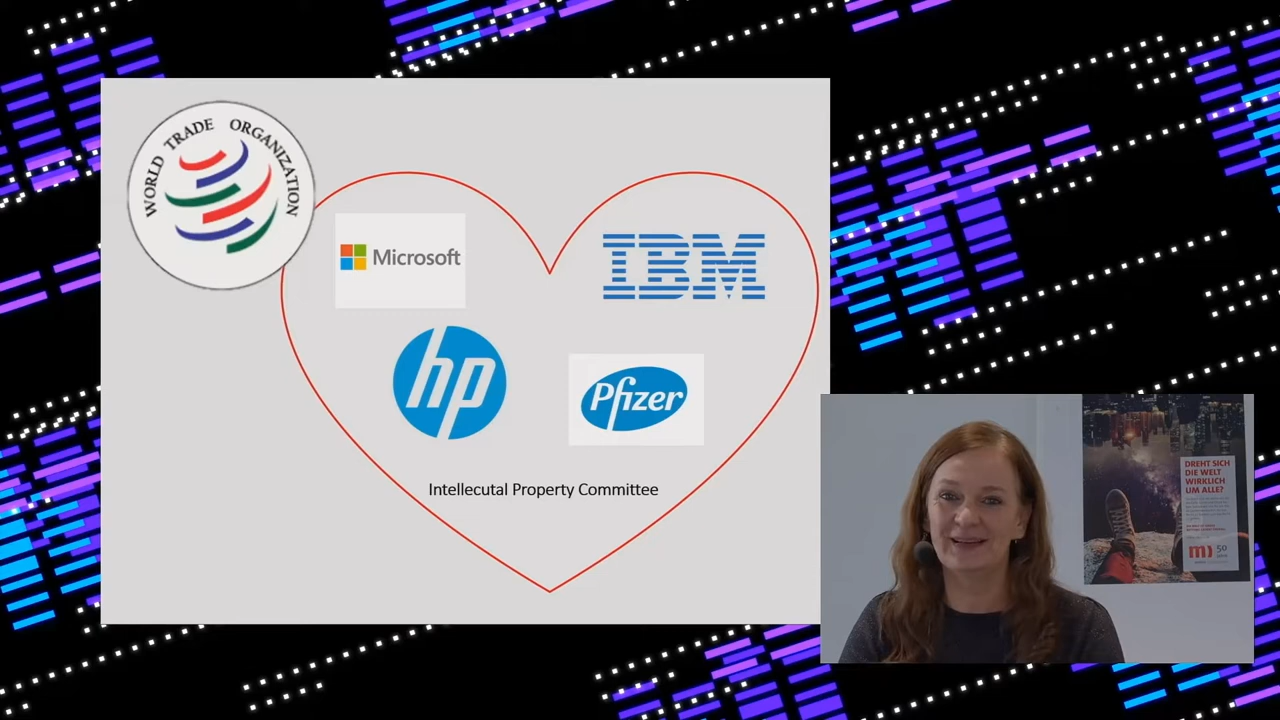 WORLD TRADE ORGANIZATION
Microsoft
IBM
hp
Pfizer
Intellecutal Property Committee
DREHT SICH
DIE WELT
WIRKLICH
UM ALLE?
m)
50